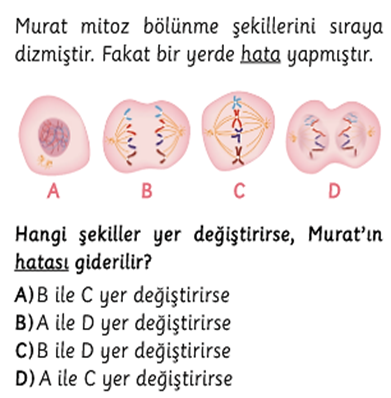 Murat mitoz bölünme şekillerini sıraya
dizmiştir. Fakat bir yerde hata yapmıştır.
A B C D
Hangi şekiller yer değiştirirse, Murat'ın
hatası giderilir?
A) B ile C yer değiştirirse
B) A ile D yer değiştirirse
C) B ile D yer değiştirirse
D) A ile C yer değiştirirse